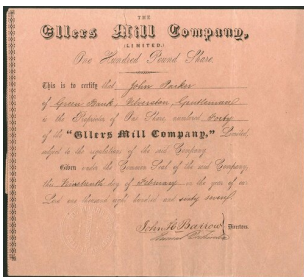 THE
Ellers Mill Company,
(LIMITED.)
One Hundred Pound Share.
This is to certify that John Parker
of Green Bank, Ulverston, Gentleman
is the Proprietor of the Share numbered Forty
of the "Ellers Mill Company," Limited
subject to the regulations of the said Company
Given under the Common Seal of the said Company,
the Nineteenth day of February in the year of our
Lord one thousand eight hundred and sixty seven
John Barrow
Directors.